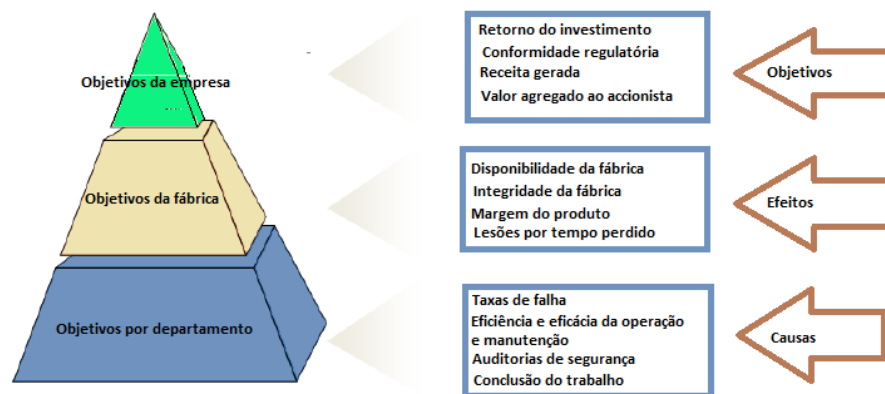 Objetivos da empresa
Retorno do investimento
Conformidade regulatória
Receita gerada
Valor agregado ao accionista
Objetivos
Objetivos da fábrica
Disponibilidade da fábrica
Integridade da fábrica
Margem do produto
Lesões por tempo perdido
Efeitos
Objetivos por departamento
Taxas de falha
Eficiência e eficácia da operação
e manutenção
Auditorias de segurança
Conclusão do trabalho
Causas